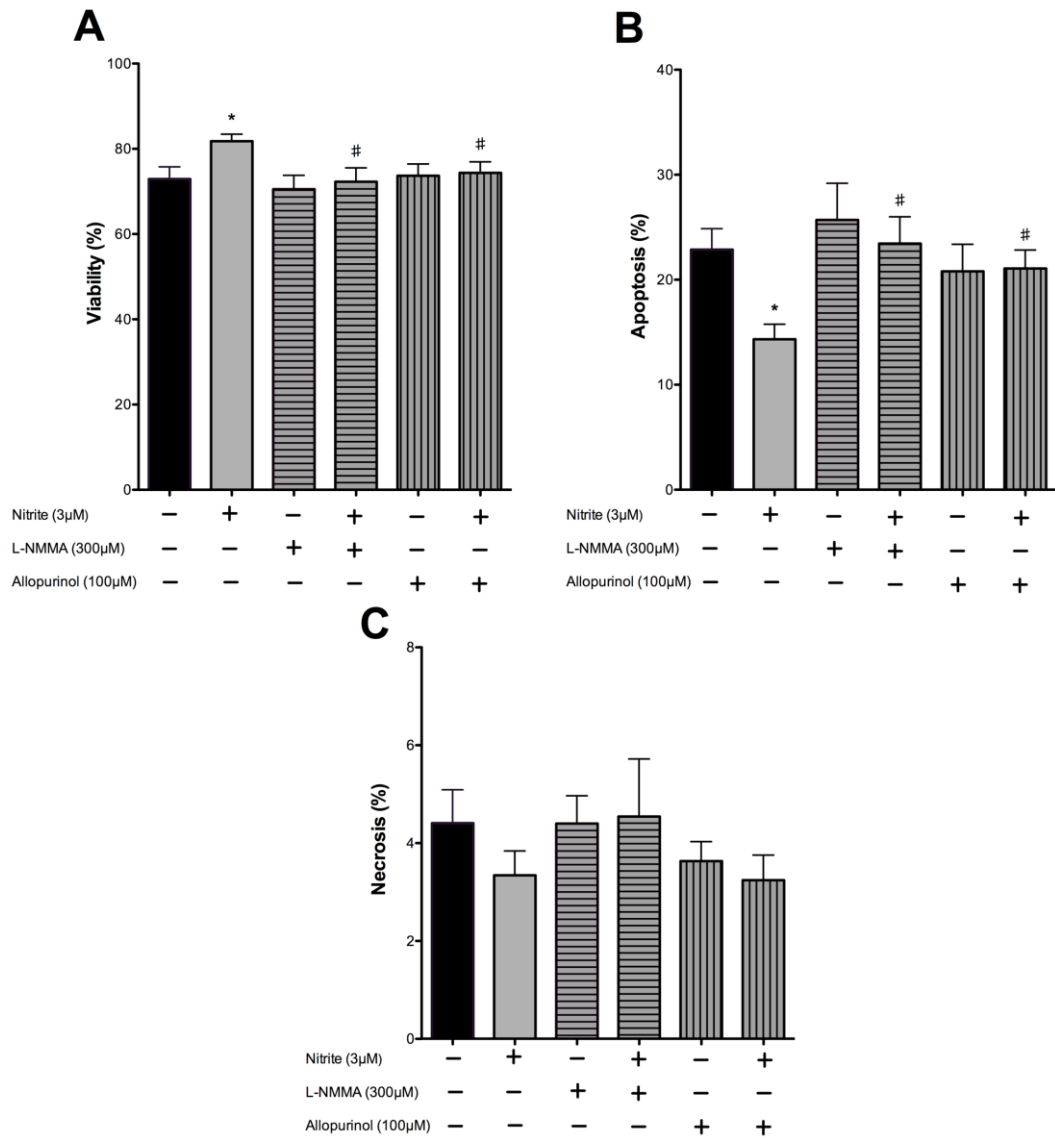 A
Viability (%)
100
80
60
40
20
0
*
#
#
Nitrite (3µM) − + − + − +
L-NMMA (300µM) − − + + − −
Allopurinol (100µM) − − − − + +
B
Apoptosis (%)
40
30
20
10
0
*
#
#
Nitrite (3µM) − + − + − +
L-NMMA (300µM) − − + + − −
Allopurinol (100µM) − − − − + +
C
Necrosis (%)
8
6
4
2
0
Nitrite (3µM) − + − + − +
L-NMMA (300µM) − − + + − −
Allopurinol (100µM) − − − − + +